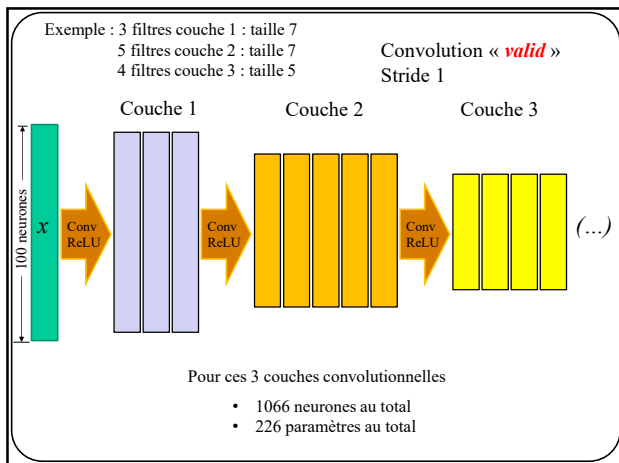 Exemple : 3 filtres couche 1 : taille 7
5 filtres couche 2 : taille 7
4 filtres couche 3 : taille 5
Convolution « valid »
Stride 1
Couche 1
Couche 2
Couche 3
100 neurones
x
Conv
ReLU
Conv
ReLU
Conv
ReLU
(...)
Pour ces 3 couches convolutionnelles
• 1066 neurones au total
• 226 paramètres au total